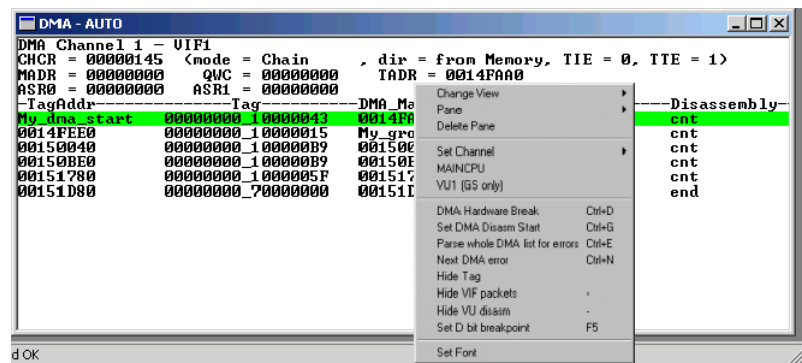 DMA - AUTO
DMA Channel 1 - VIF1
CHCR = 00000145 (mode = Chain , dir = from Memory, TIE = 0, TTE = 1)
MADR = 00000000 QWC = 00000000 TADR = 0014FAA0
ASR0 = 00000000 ASR1 = 00000000
-TagAddr---------------Tag-----------DMA_Ma ----Disassembly-
My_dma_start 00000000_10000043 0014FA cnt
0014FEE0 00000000_10000015 My_gro cnt
00150040 00000000_100000B9 001500 cnt
00150BE0 00000000_100000B9 00150B cnt
00151780 00000000_1000005F 001517 cnt
00151D80 00000000_70000000 00151D end
Change View
Pane
Delete Pane
Set Channel
MAINCPU
VU1 (GS only)
DMA Hardware Break Ctrl+D
Set DMA Disasm Start Ctrl+G
Parse whole DMA list for errors Ctrl+E
Next DMA error Ctrl+N
Hide Tag
Hide VIF packets
Hide VU disasm
Set D bit breakpoint F5
Set Font
d OK